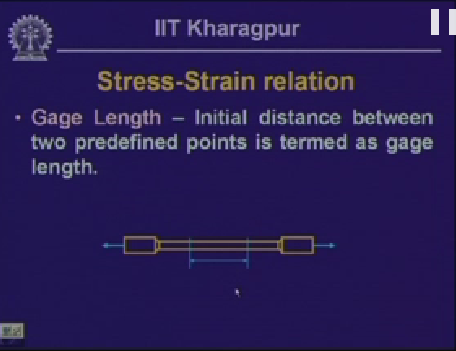 IIT Kharagpur
Stress-Strain relation
• Gage Length – Initial distance between
two predefined points is termed as gage
length.